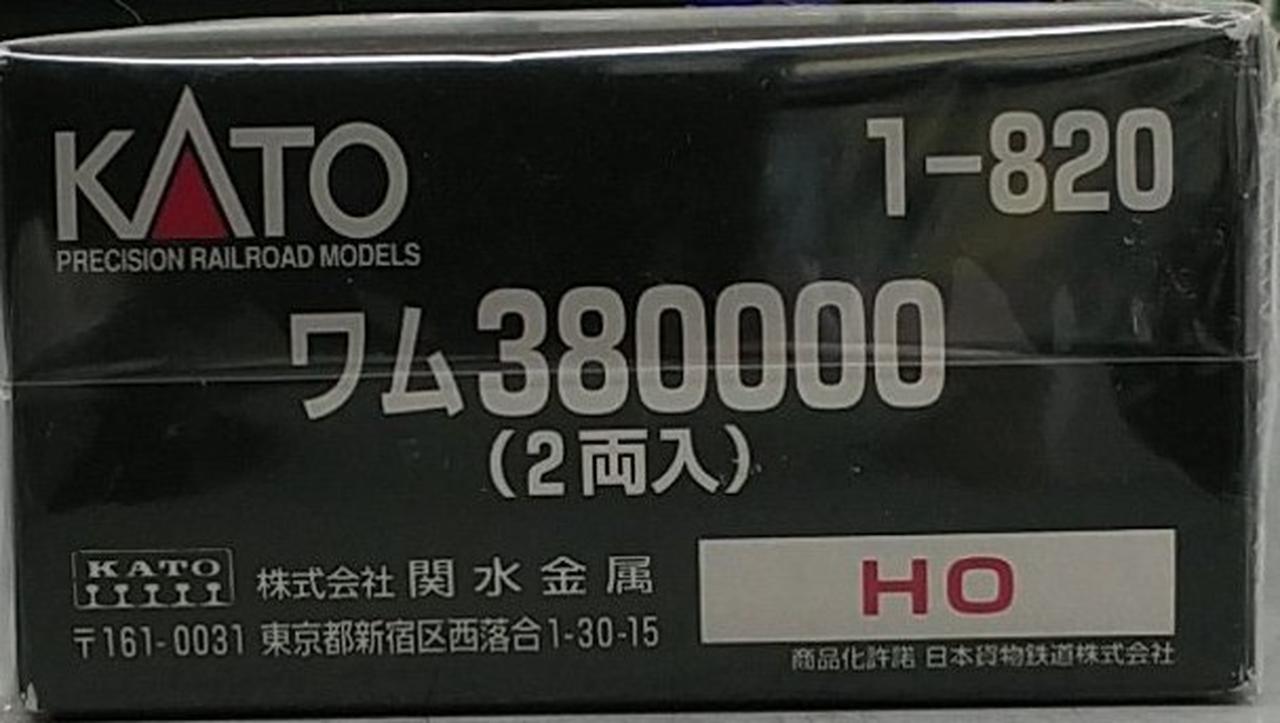 KATO
PRECISION RAILROAD MODELS
1-820
ワム380000
(2両入)
KATO
株式会社 関水金属
〒161-0031 東京都新宿区西落合1-30-15
HO
商品化許諾 日本貨物鉄道株式会社